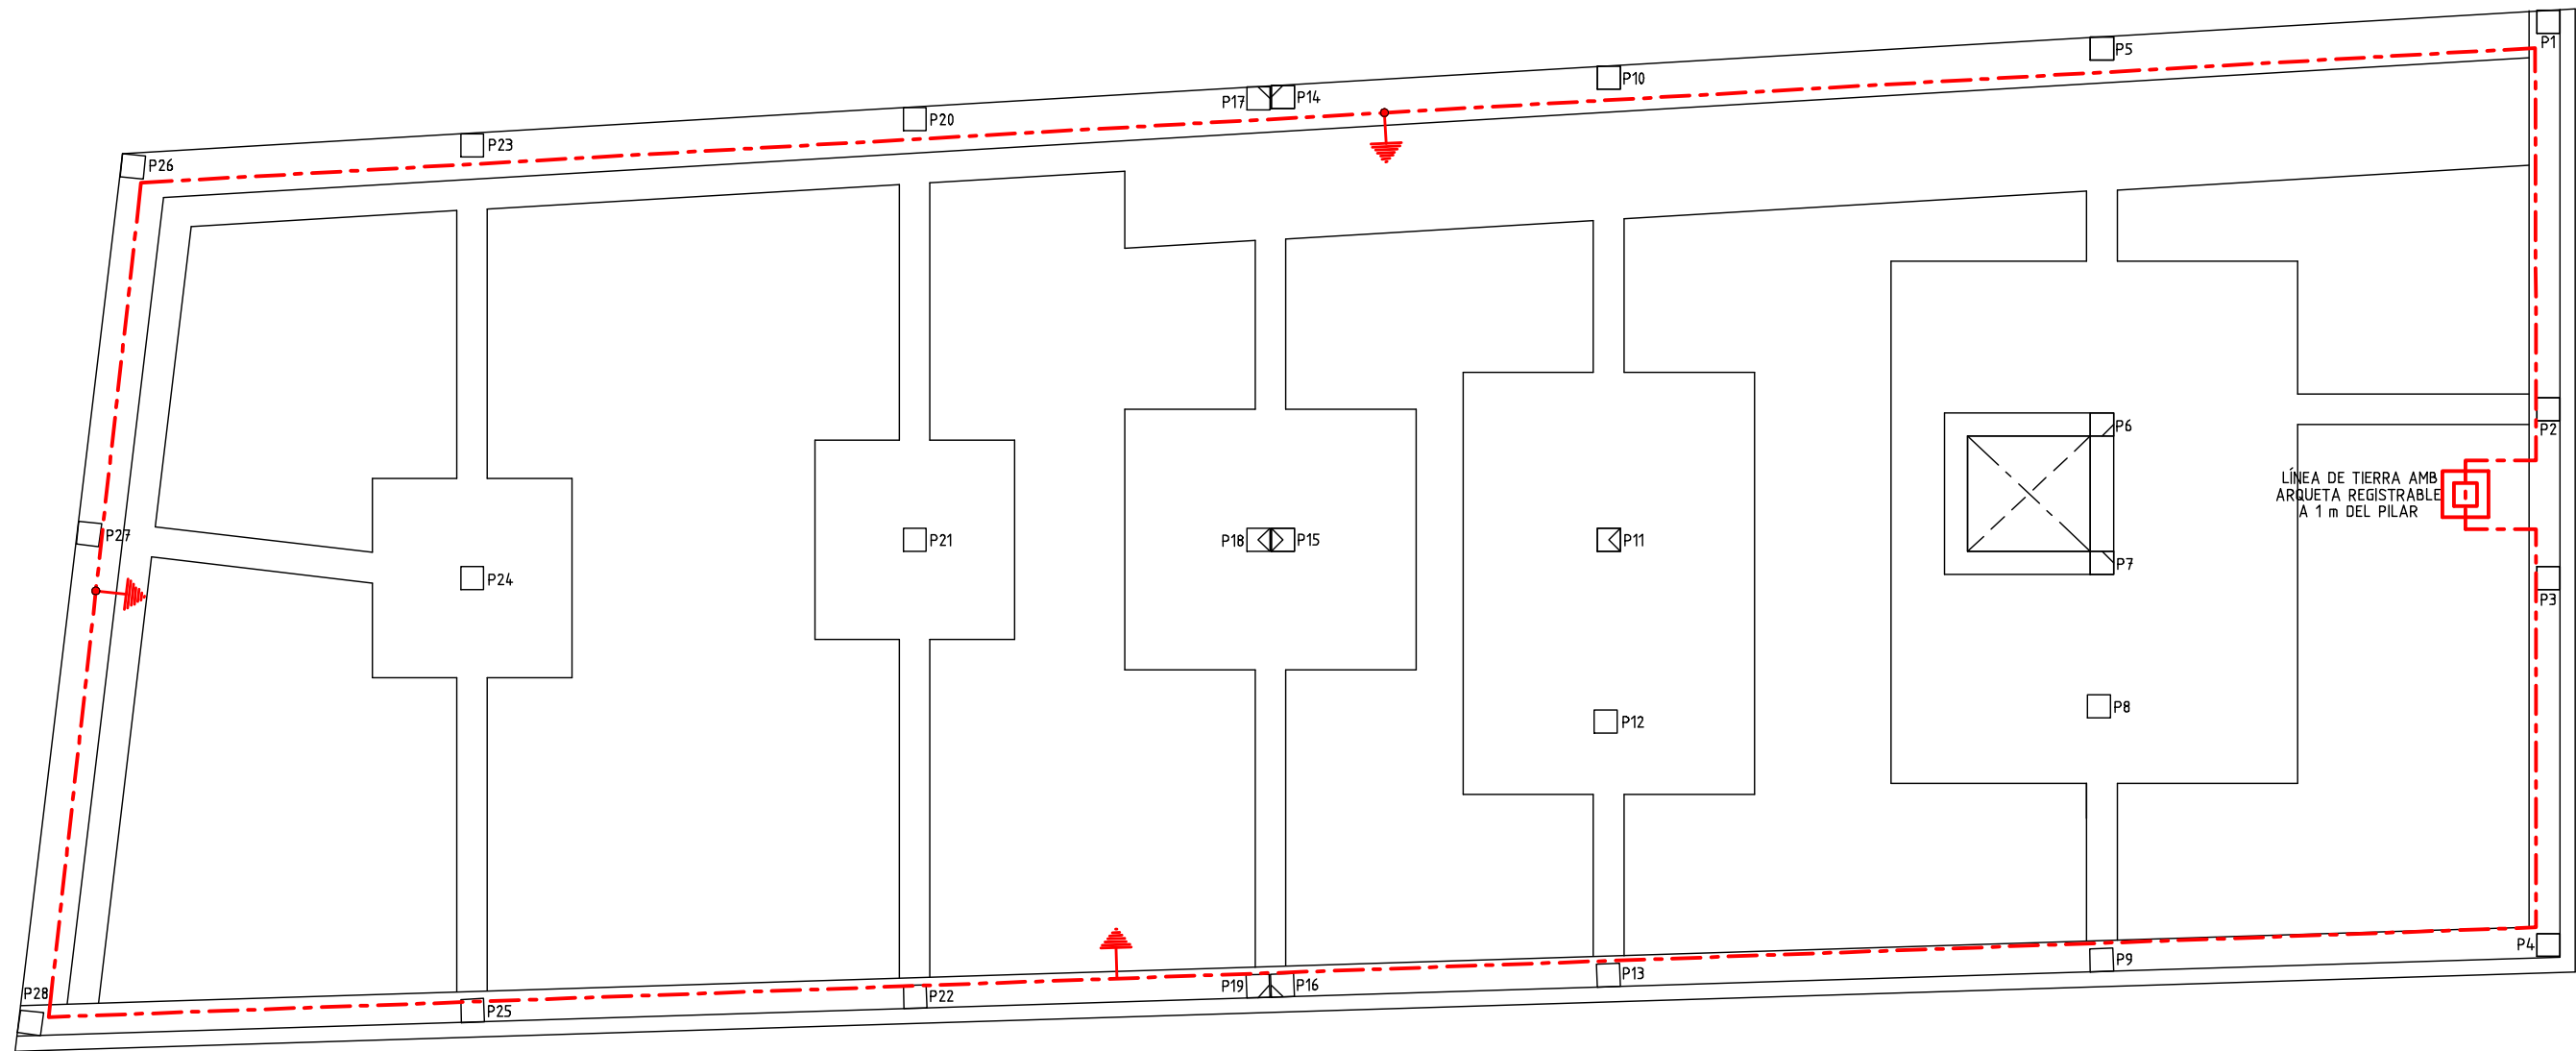 P1
P5
P10
P17
P14
P20
P23
P26
P6
P2
LÍNEA DE TIERRA AMB
ARQUETA REGISTRABLE
A 1 m DEL PILAR
P27
P21
P18
P15
P11
P7
P24
P3
P12
P8
P4
P9
P13
P19
P16
P28
P22
P25